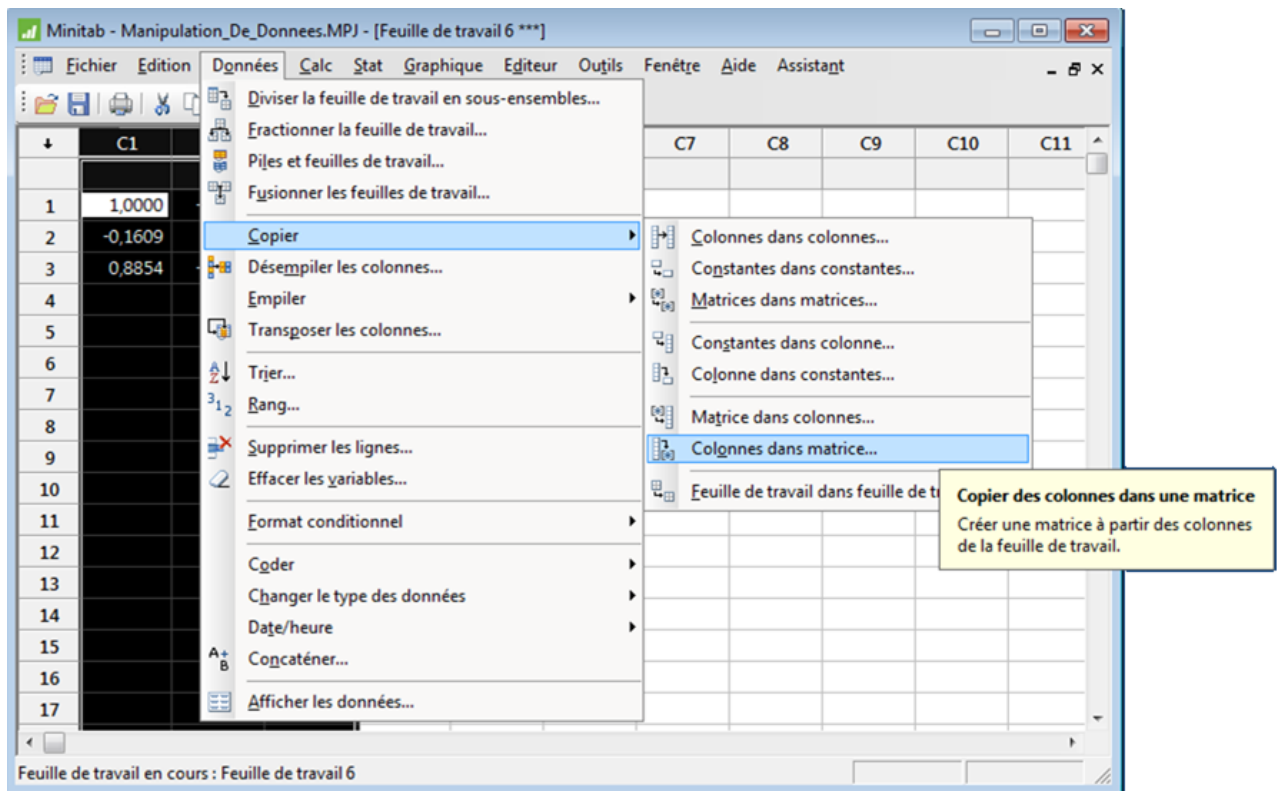 Minitab - Manipulation_De_Donnees.MPJ - [Feuille de travail 6 ***]
Fichier Edition Données Calc Stat Graphique Editeur Outils Fenêtre Aide Assistant
Diviser la feuille de travail en sous-ensembles...
Fractionner la feuille de travail...
Piles et feuilles de travail...
Fusionner les feuilles de travail...
Copier
Désempiler les colonnes...
Empiler
Transposer les colonnes...
Trier...
Rang...
Supprimer les lignes...
Effacer les variables...
Format conditionnel
Coder
Changer le type des données
Date/heure
Concaténer...
Afficher les données...
Colonnes dans colonnes...
Constantes dans constantes...
Matrices dans matrices...
Constantes dans colonne...
Colonne dans constantes...
Matrice dans colonnes...
Colonnes dans matrice...
Feuille de travail dans feuille de
Copier des colonnes dans une matrice
Créer une matrice à partir des colonnes
de la feuille de travail.
C1 C7 C8 C9 C10 C11
1 1,0000
2 -0,1609
3 0,8854
4
5
6
7
8
9
10
11
12
13
14
15
16
17
Feuille de travail en cours : Feuille de travail 6